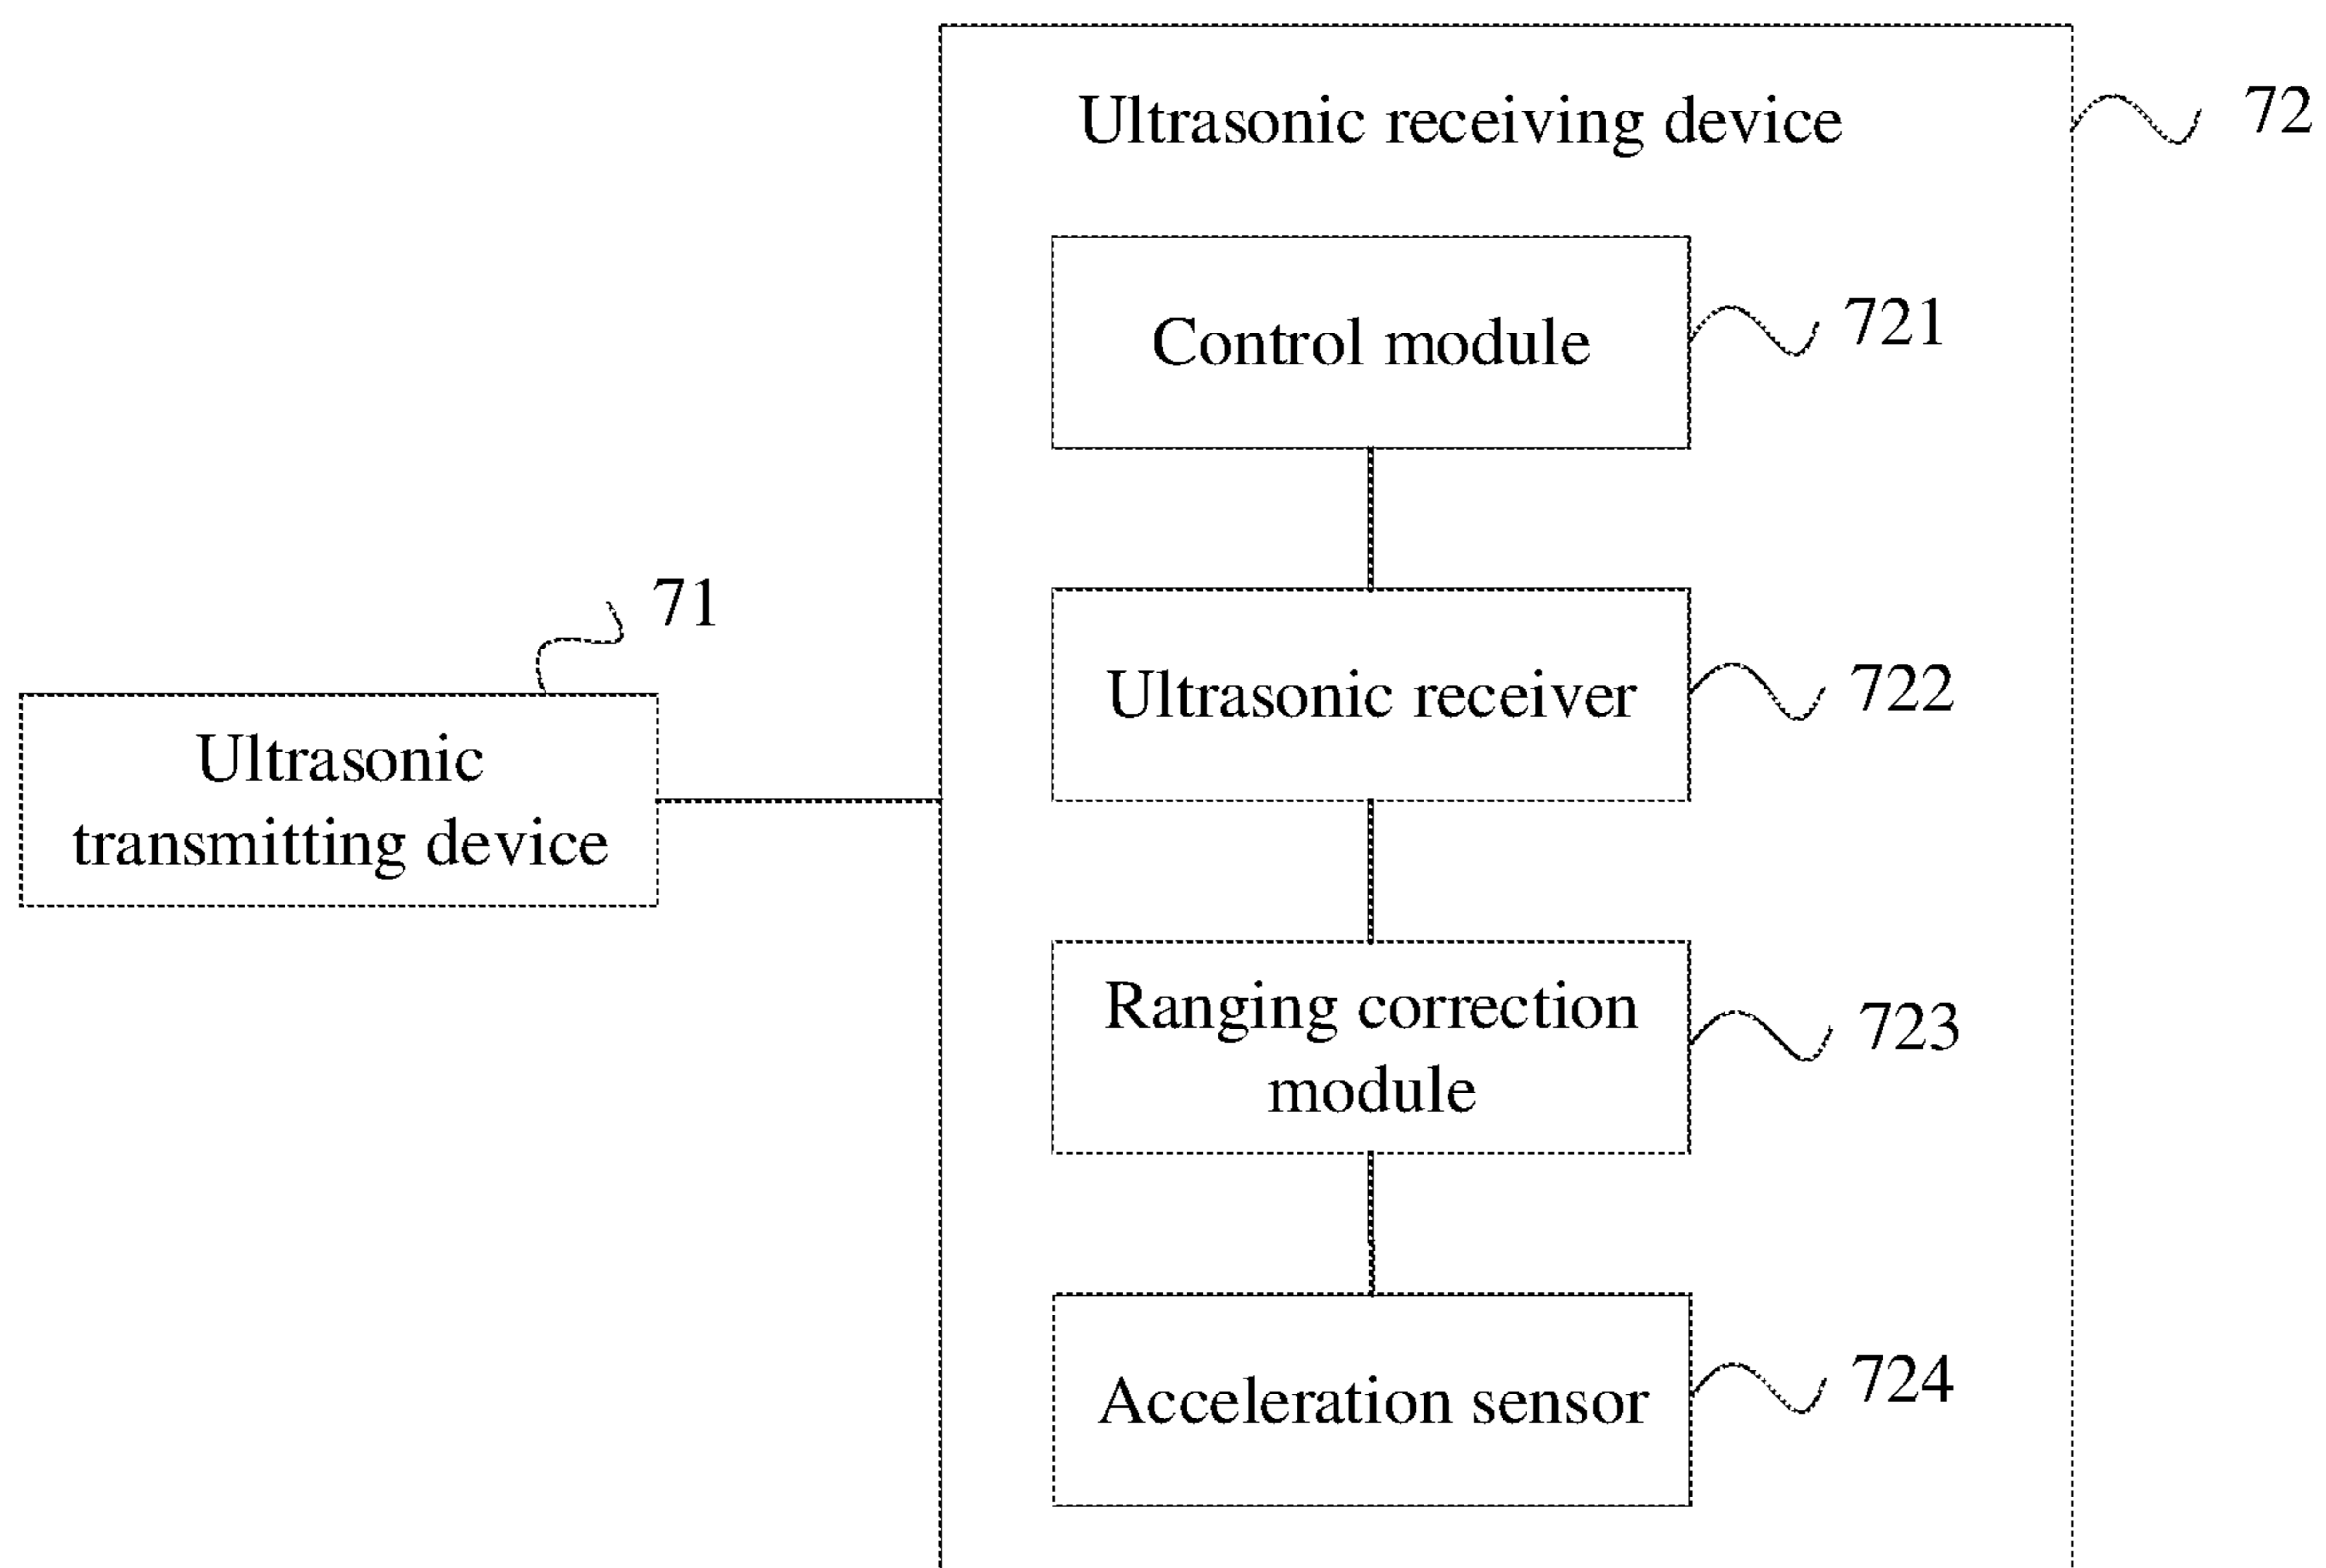 Ultrasonic receiving device
72
Control module
721
71
Ultrasonic
transmitting device
Ultrasonic receiver
722
Ranging correction
module
723
Acceleration sensor
724